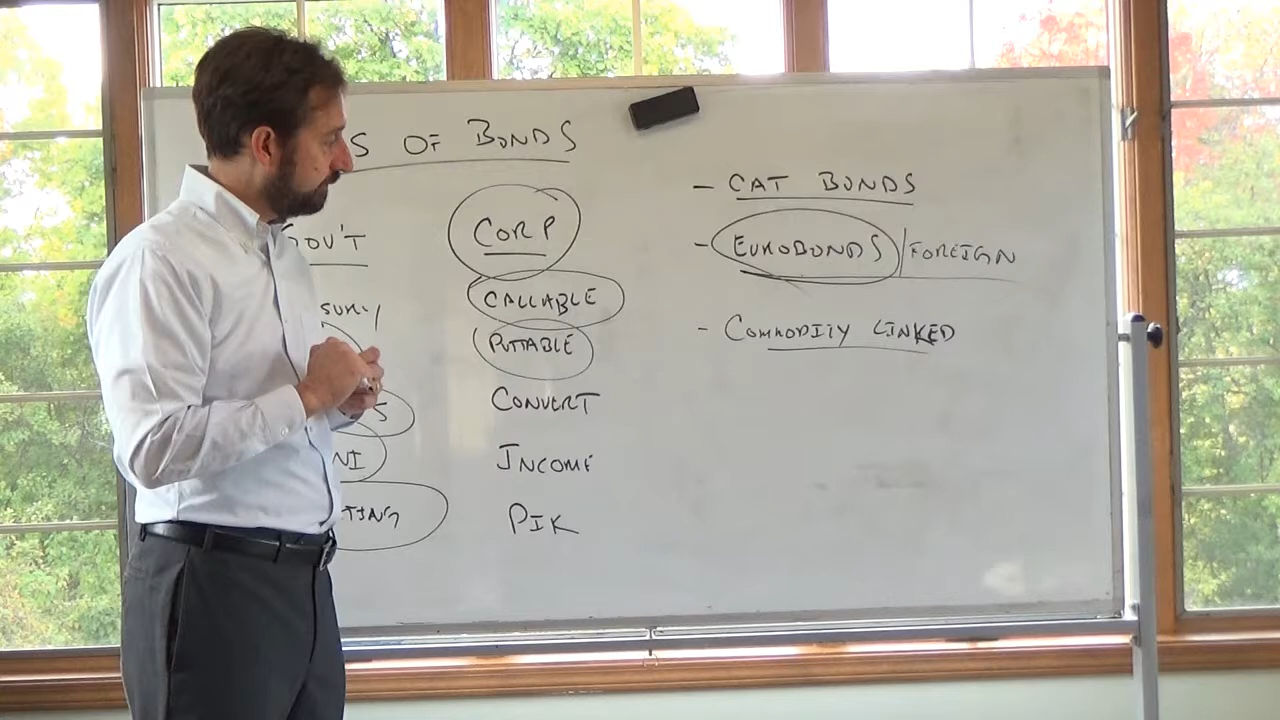 S OF BONDS
GOV'T
CORP
CALLABLE
PUTTABLE
CONVERT
INCOME
PIK
- CAT BONDS
- EUROBONDS / FOREIGN
- COMMODITY LINKED